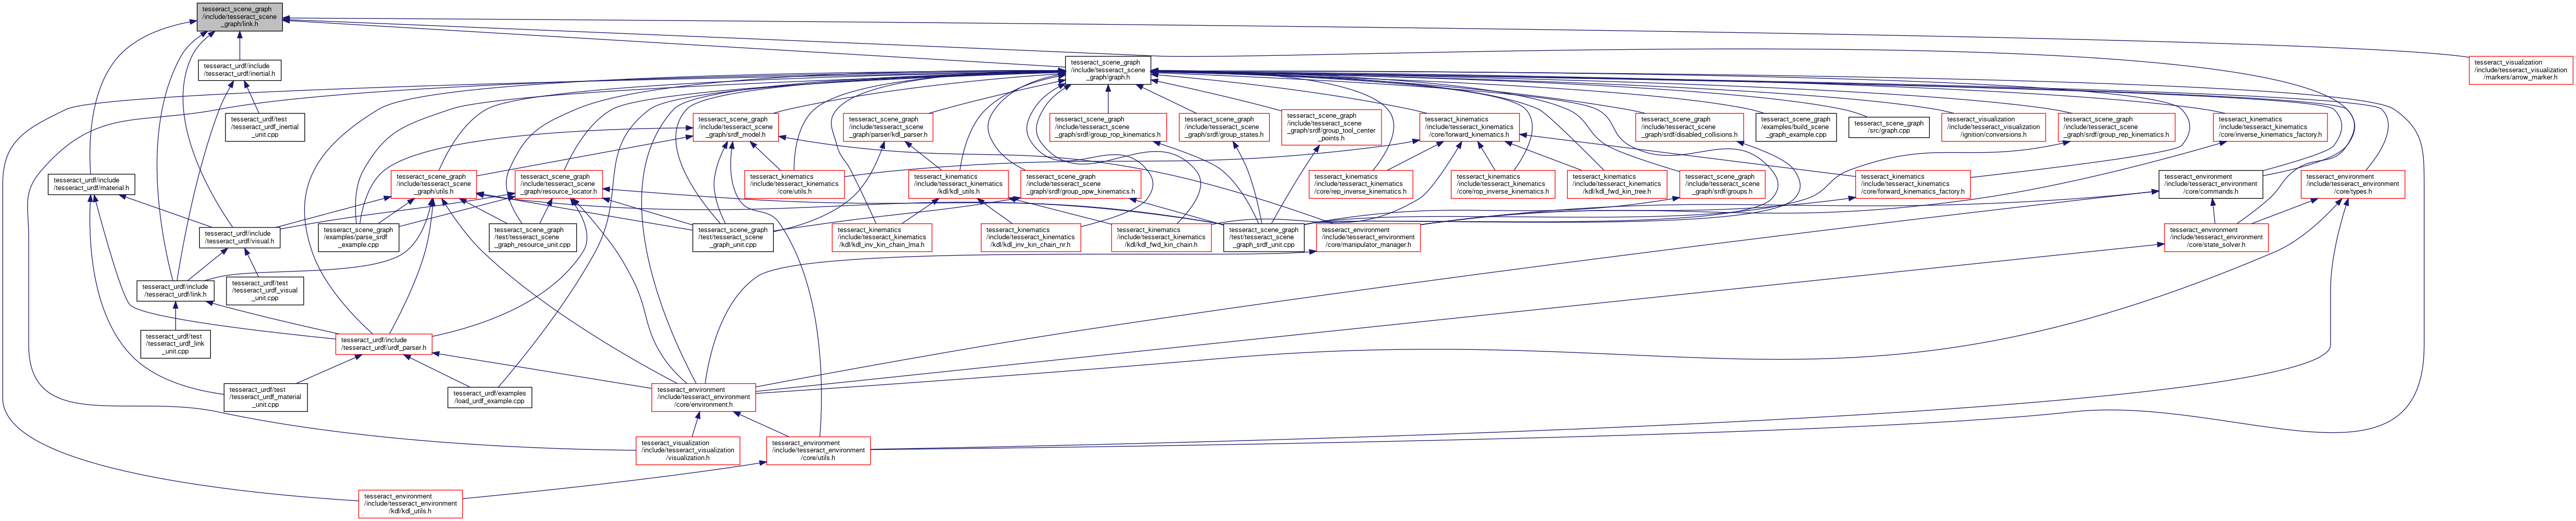 tesseract_scene_graph
/include/tesseract_scene
_graph/link.h
tesseract_urdf/include
/tesseract_urdf/inertial.h
tesseract_scene_graph
/include/tesseract_scene
_graph/graph.h
tesseract_visualization
/include/tesseract_visualization
/markers/arrow_marker.h
tesseract_urdf/test
/tesseract_urdf_inertial
_unit.cpp
tesseract_scene_graph
/include/tesseract_scene
_graph/srdf_model.h
tesseract_scene_graph
/include/tesseract_scene
_graph/parser/kdl_parser.h
tesseract_scene_graph
/include/tesseract_scene
_graph/srdf/group_rop_kinematics.h
tesseract_scene_graph
/include/tesseract_scene
_graph/srdf/group_states.h
tesseract_scene_graph
/include/tesseract_scene
_graph/srdf/group_tool_center
_points.h
tesseract_kinematics
/include/tesseract_kinematics
/core/forward_kinematics.h
tesseract_scene_graph
/include/tesseract_scene
_graph/srdf/disabled_collisions.h
tesseract_scene_graph
/examples/build_scene
_graph_example.cpp
tesseract_scene_graph
/src/graph.cpp
tesseract_visualization
/include/tesseract_visualization
/ignition/conversions.h
tesseract_scene_graph
/include/tesseract_scene
_graph/srdf/group_rep_kinematics.h
tesseract_kinematics
/include/tesseract_kinematics
/core/inverse_kinematics_factory.h
tesseract_urdf/include
/tesseract_urdf/material.h
tesseract_scene_graph
/include/tesseract_scene
_graph/utils.h
tesseract_scene_graph
/include/tesseract_scene
_graph/resource_locator.h
tesseract_kinematics
/include/tesseract_kinematics
/core/utils.h
tesseract_kinematics
/include/tesseract_kinematics
/kdl/kdl_utils.h
tesseract_scene_graph
/include/tesseract_scene
_graph/srdf/group_opw_kinematics.h
tesseract_kinematics
/include/tesseract_kinematics
/core/rep_inverse_kinematics.h
tesseract_kinematics
/include/tesseract_kinematics
/core/rop_inverse_kinematics.h
tesseract_kinematics
/include/tesseract_kinematics
/kdl/kdl_fwd_kin_tree.h
tesseract_scene_graph
/include/tesseract_scene
_graph/srdf/groups.h
tesseract_kinematics
/include/tesseract_kinematics
/core/forward_kinematics_factory.h
tesseract_environment
/include/tesseract_environment
/core/commands.h
tesseract_environment
/include/tesseract_environment
/core/types.h
tesseract_urdf/include
/tesseract_urdf/visual.h
tesseract_scene_graph
/examples/parse_srdf
_example.cpp
tesseract_scene_graph
/test/tesseract_scene
_graph_resource_unit.cpp
tesseract_scene_graph
/test/tesseract_scene
_graph_unit.cpp
tesseract_kinematics
/include/tesseract_kinematics
/kdl/kdl_inv_kin_chain_lma.h
tesseract_kinematics
/include/tesseract_kinematics
/kdl/kdl_inv_kin_chain_nr.h
tesseract_kinematics
/include/tesseract_kinematics
/kdl/kdl_fwd_kin_chain.h
tesseract_scene_graph
/test/tesseract_scene
_graph_srdf_unit.cpp
tesseract_environment
/include/tesseract_environment
/core/manipulator_manager.h
tesseract_environment
/include/tesseract_environment
/core/state_solver.h
tesseract_urdf/include
/tesseract_urdf/link.h
tesseract_urdf/test
/tesseract_urdf_visual
_unit.cpp
tesseract_urdf/test
/tesseract_urdf_link
_unit.cpp
tesseract_urdf/include
/tesseract_urdf/urdf_parser.h
tesseract_urdf/test
/tesseract_urdf_material
_unit.cpp
tesseract_urdf/examples
/load_urdf_example.cpp
tesseract_environment
/include/tesseract_environment
/core/environment.h
tesseract_visualization
/include/tesseract_visualization
/visualization.h
tesseract_environment
/include/tesseract_environment
/core/utils.h
tesseract_environment
/include/tesseract_environment
/kdl/kdl_utils.h